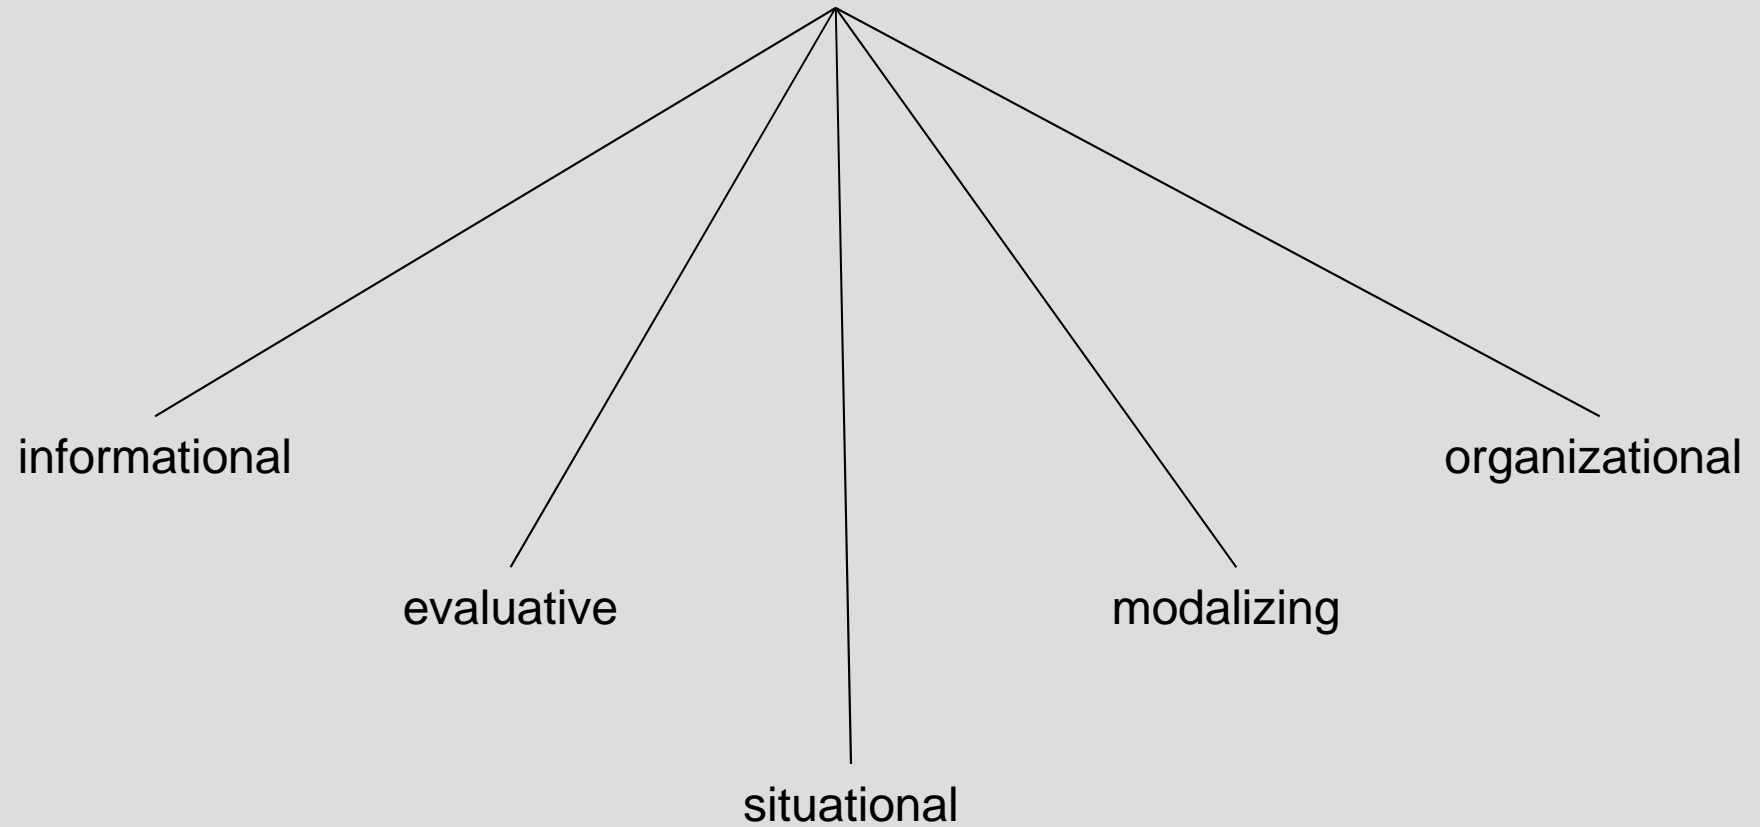 informational
organizational
evaluative
modalizing
situational